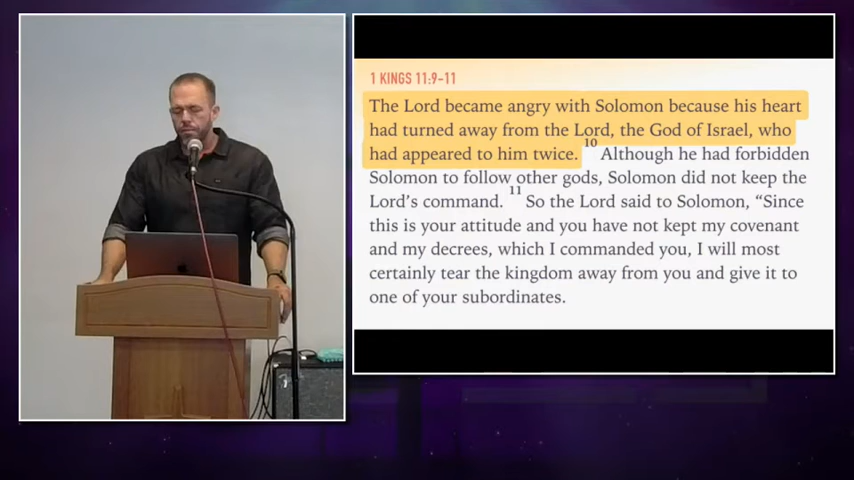 1 KINGS 11:9-11
The Lord became angry with Solomon because his heart
had turned away from the Lord, the God of Israel, who
had appeared to him twice. 10 Although he had forbidden
Solomon to follow other gods, Solomon did not keep the
Lord’s command. 11 So the Lord said to Solomon, “Since
this is your attitude and you have not kept my covenant
and my decrees, which I commanded you, I will most
certainly tear the kingdom away from you and give it to
one of your subordinates.